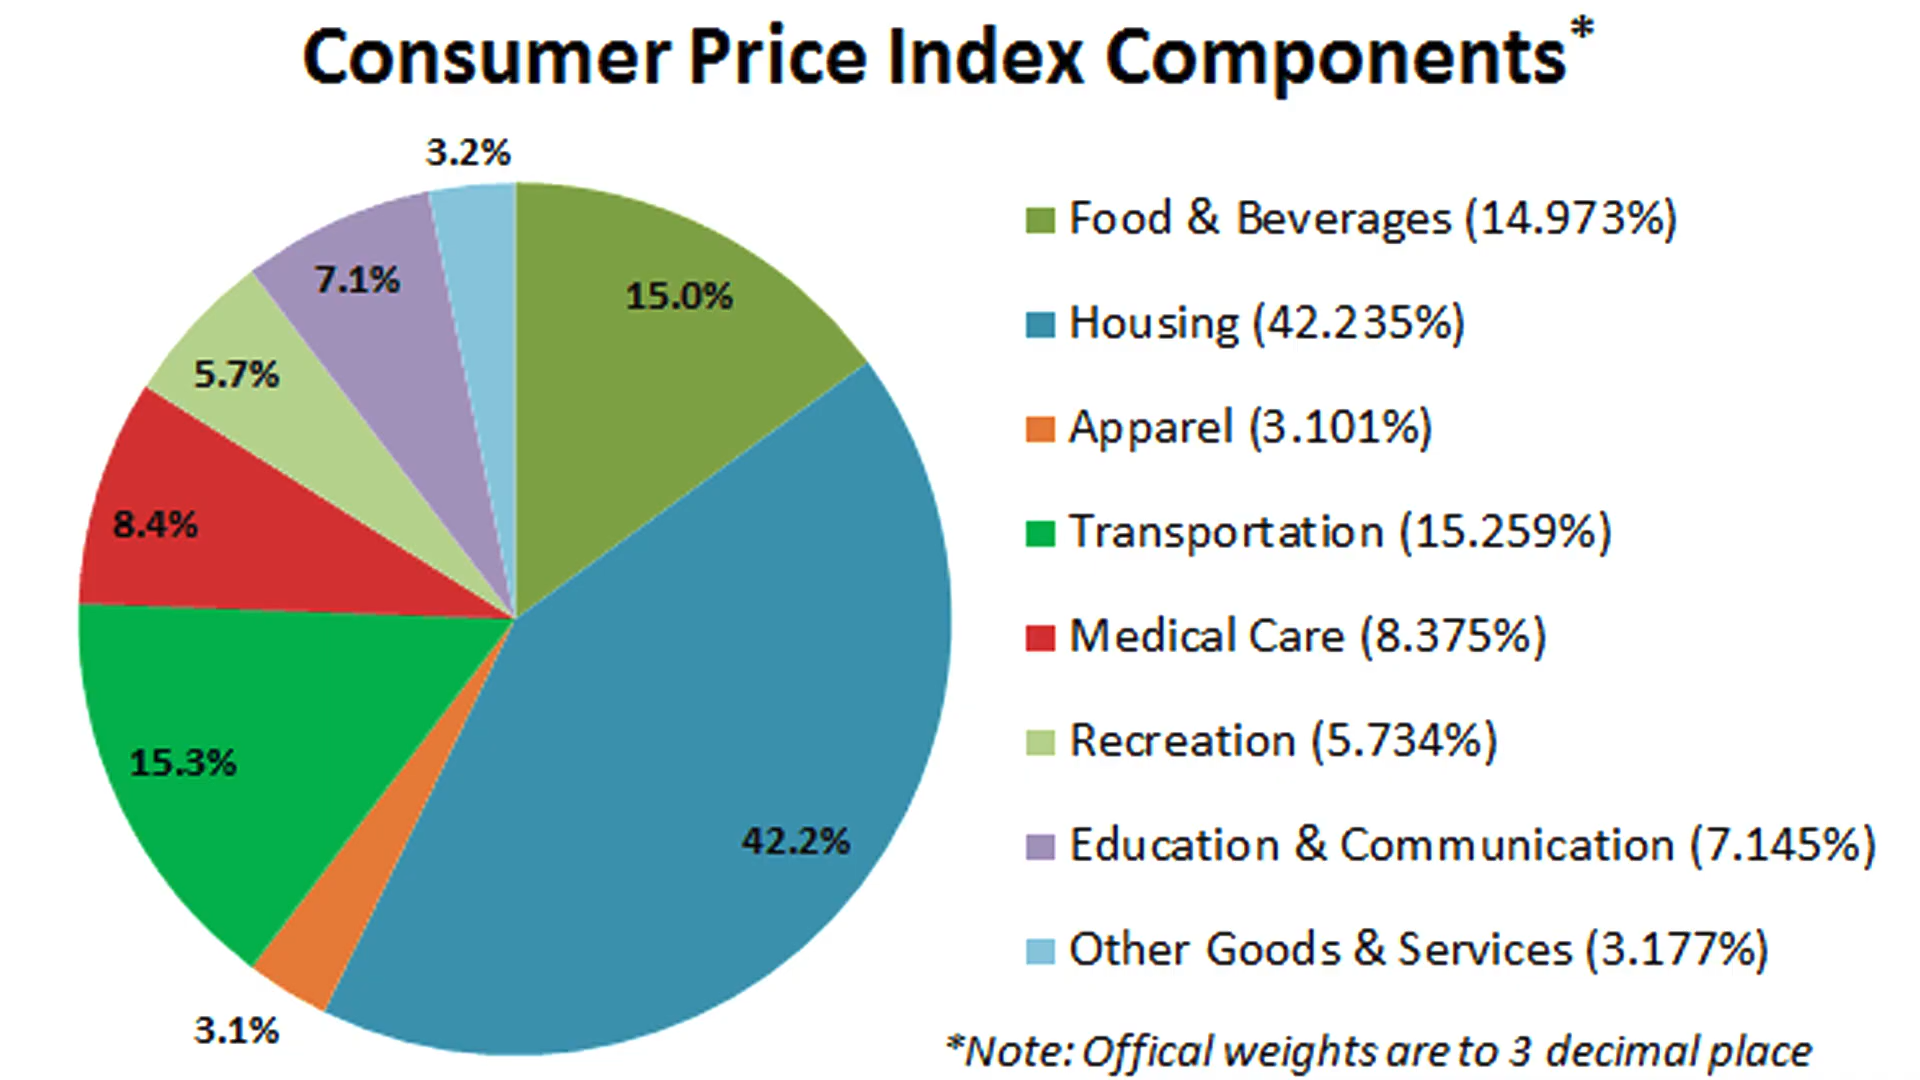 Consumer Price Index Components*
3.2%
15.0%
7.1%
5.7%
8.4%
15.3%
42.2%
3.1%
Food & Beverages (14.973%)
Housing (42.235%)
Apparel (3.101%)
Transportation (15.259%)
Medical Care (8.375%)
Recreation (5.734%)
Education & Communication (7.145%)
Other Goods & Services (3.177%)
*Note: Offical weights are to 3 decimal place